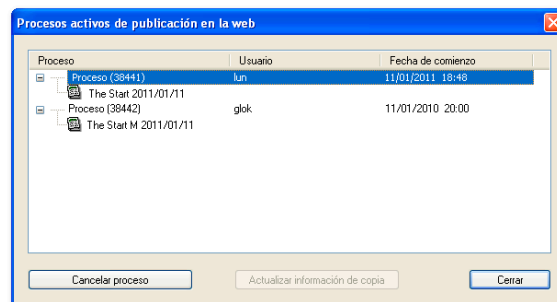 Procesos activos de publicación en la web
Proceso Usuario Fecha de comienzo
Proceso (38441) lun 11/01/2011 18:48
The Start 2011/01/11
Proceso (38442) glok 11/01/2010 20:00
The Start M 2011/01/11
Cancelar proceso Actualizar información de copia Cerrar